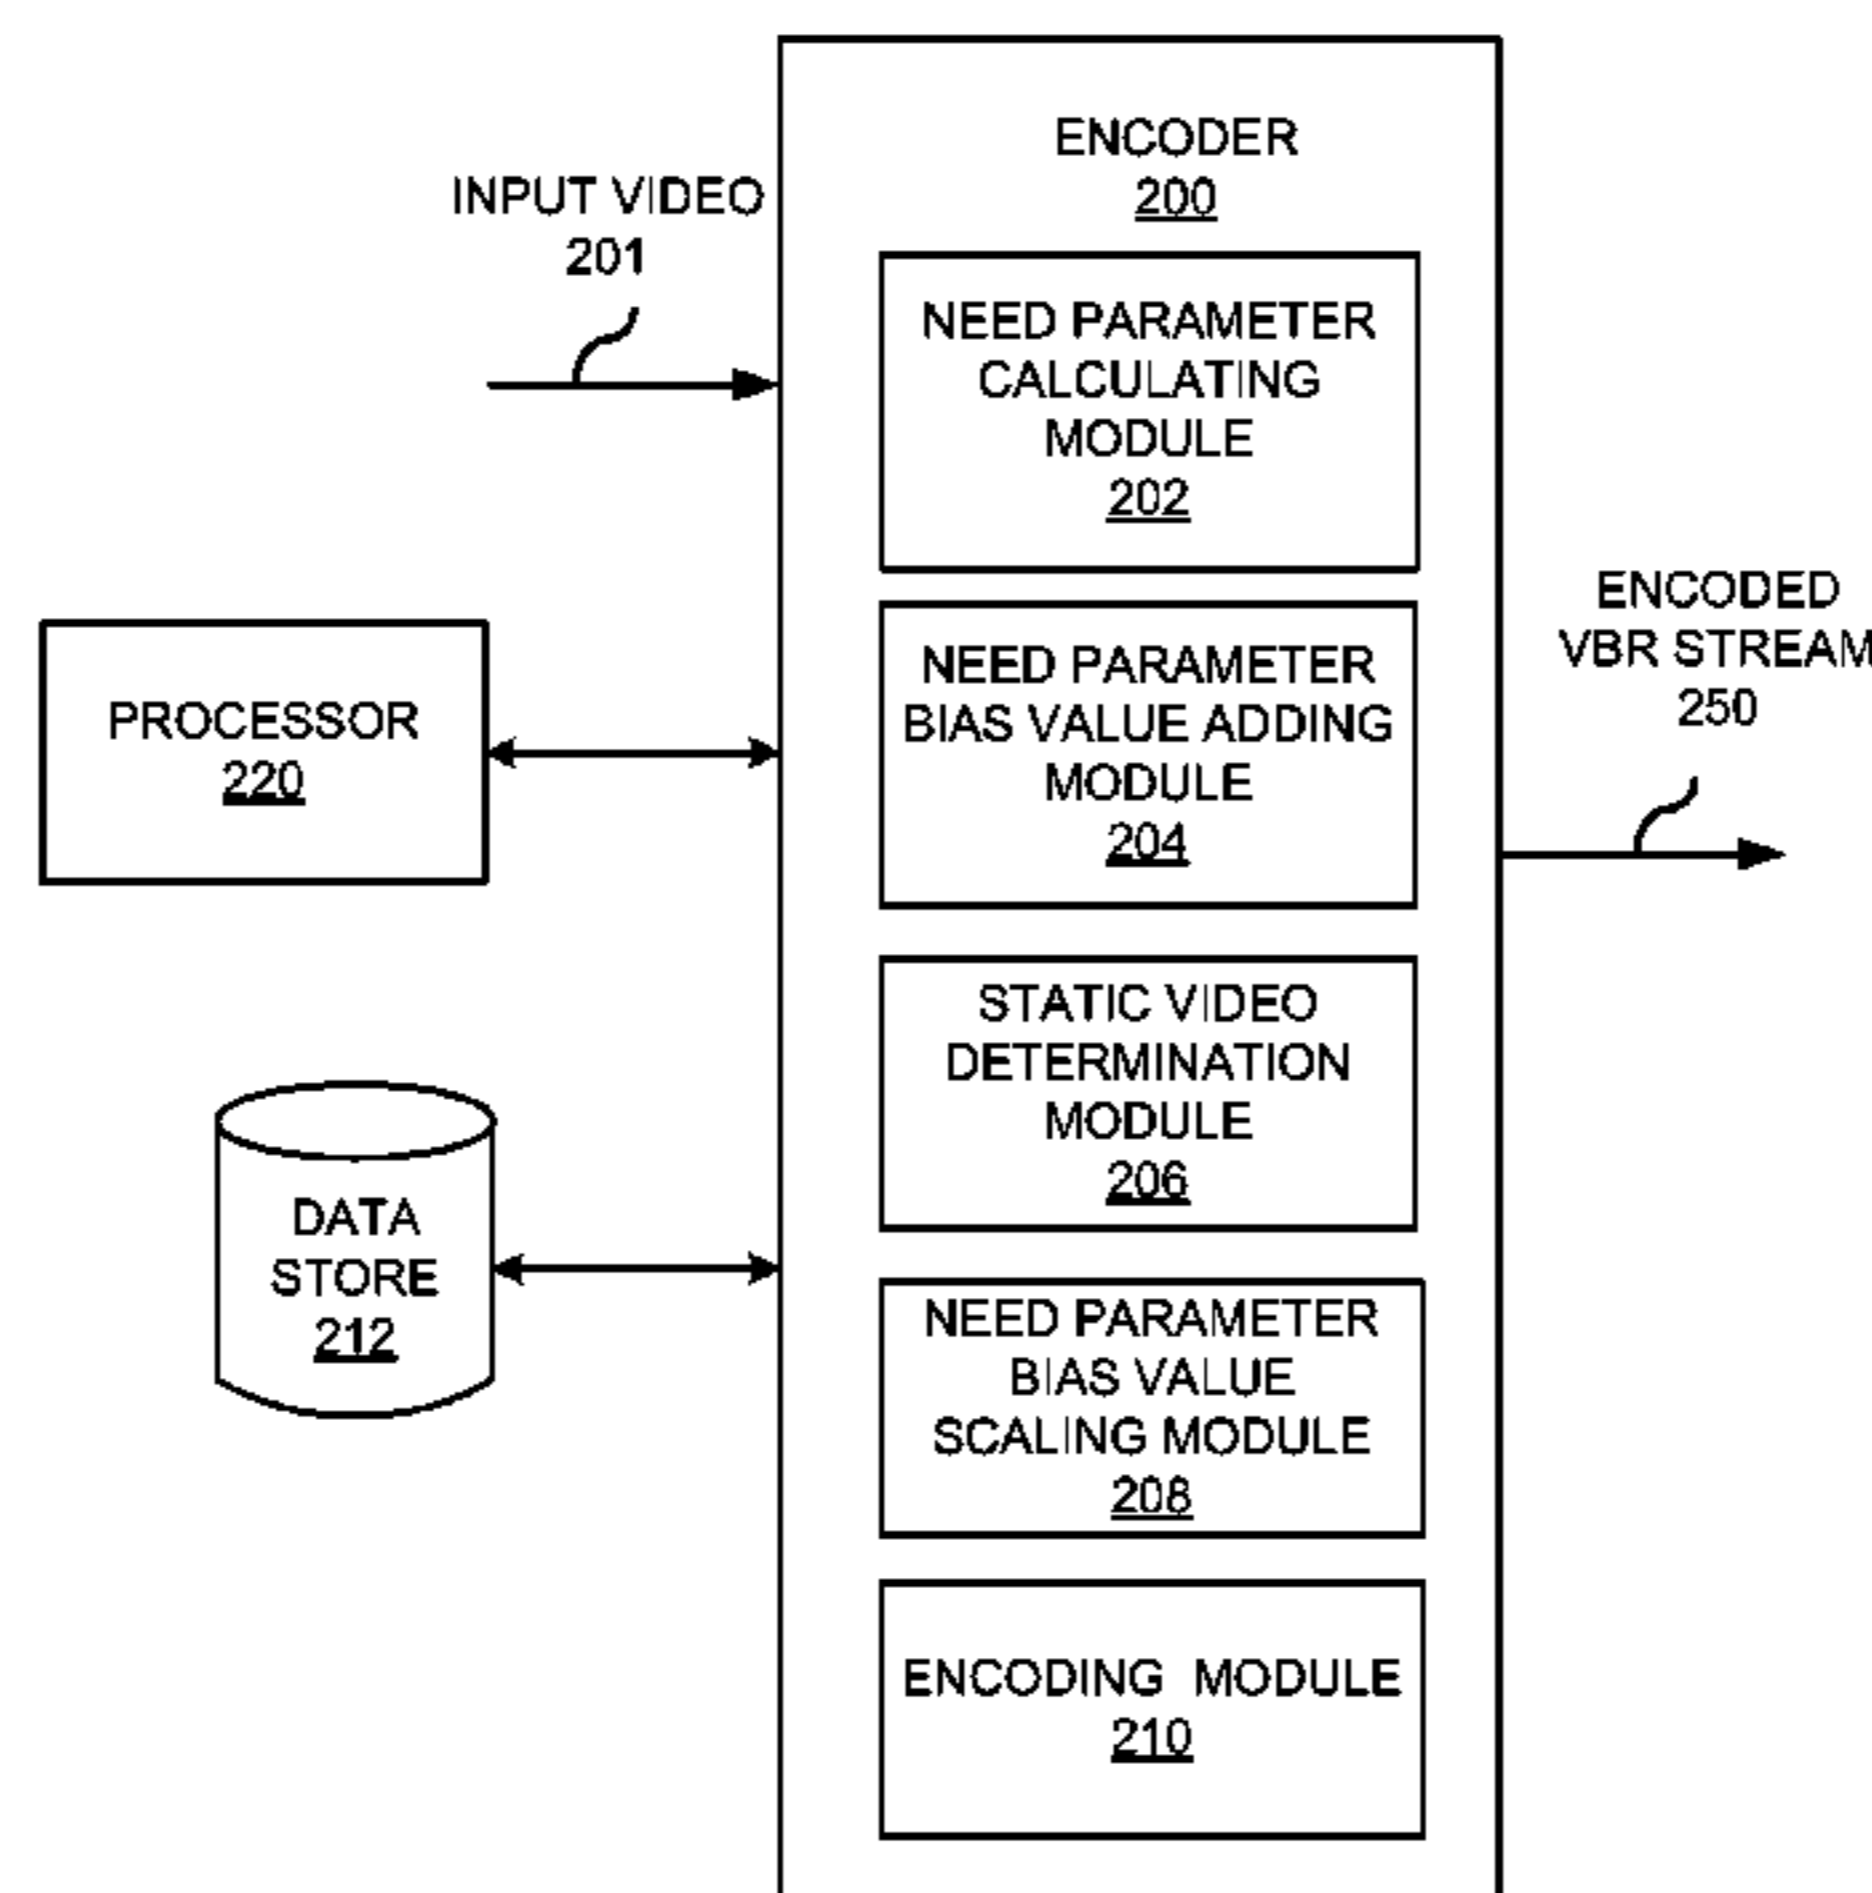 ENCODER
200
INPUT VIDEO
201
NEED PARAMETER
CALCULATING
MODULE
202
ENCODED
VBR STREAM
250
PROCESSOR
220
NEED PARAMETER
BIAS VALUE ADDING
MODULE
204
STATIC VIDEO
DETERMINATION
MODULE
206
DATA
STORE
212
NEED PARAMETER
BIAS VALUE
SCALING MODULE
208
ENCODING MODULE
210